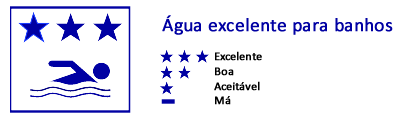 Água excelente para banhos
Excelente
Boa
Aceitável
Má